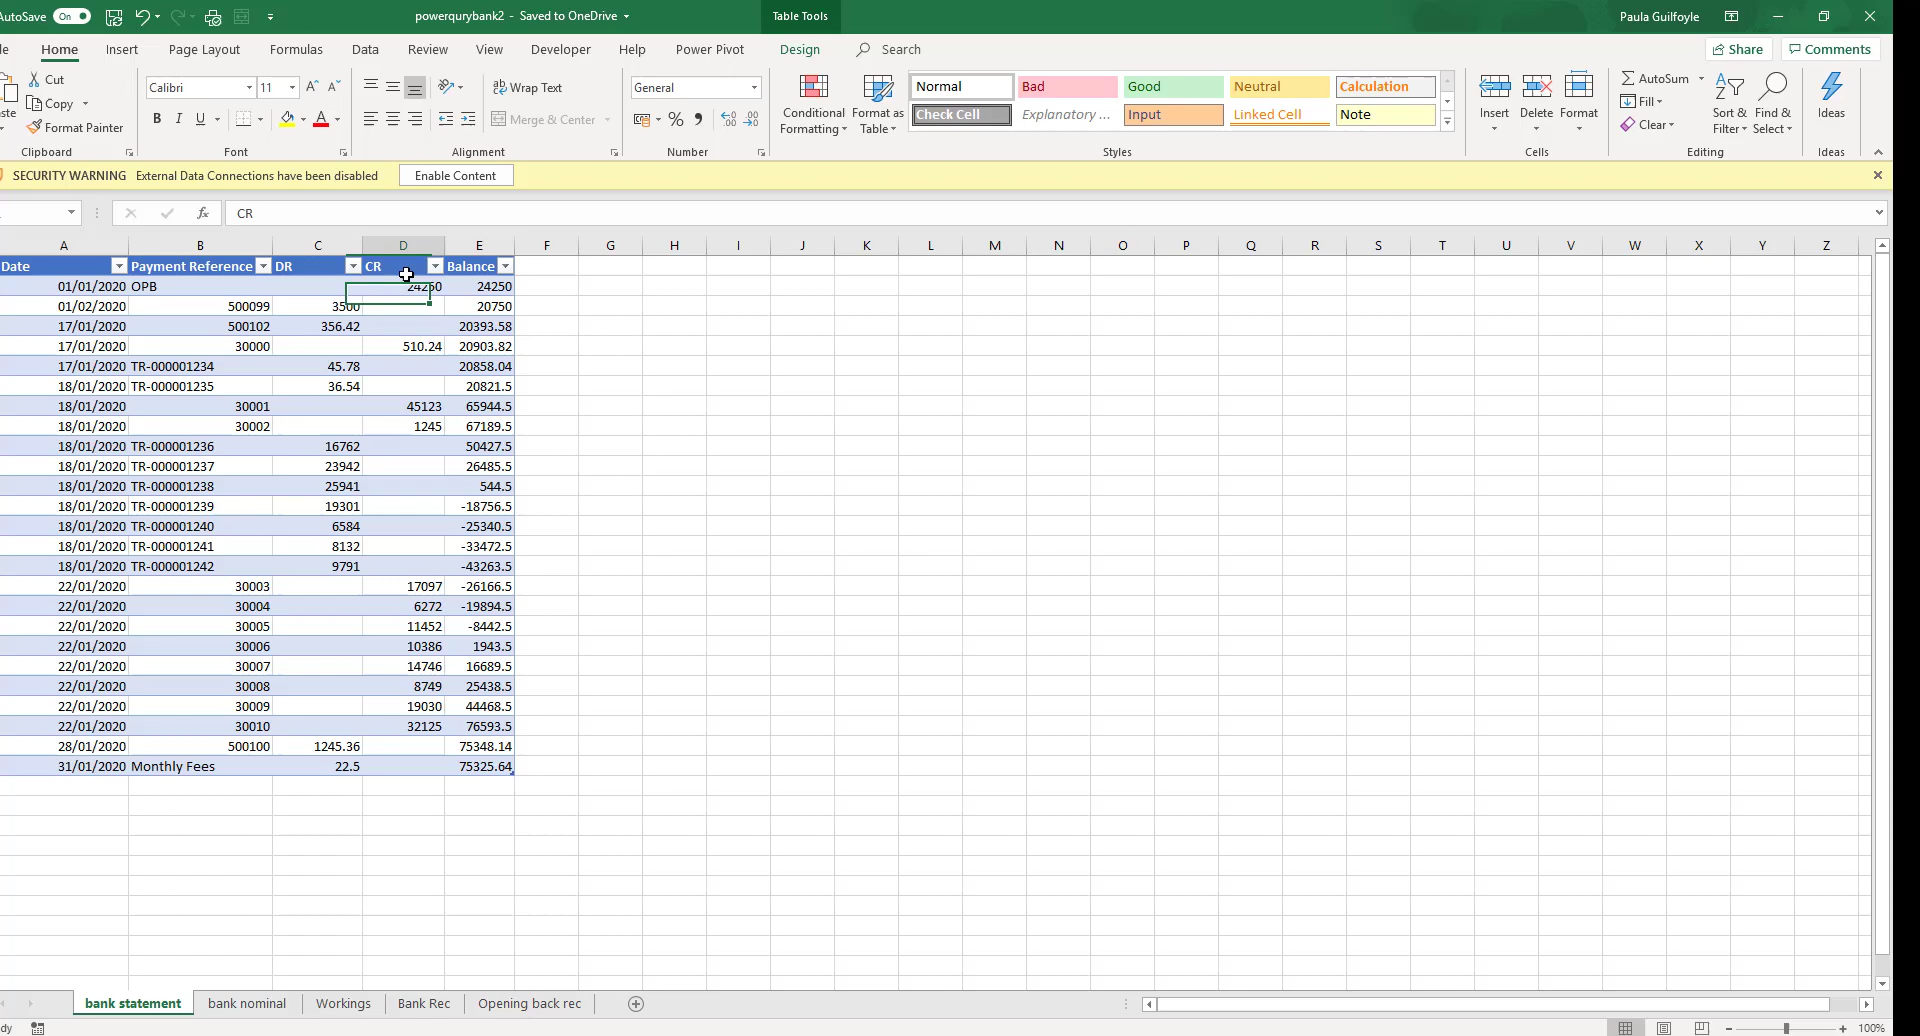 AutoSave On powerqurybank2 - Saved to OneDrive Table Tools Paula Guilfoyle
Home Insert Page Layout Formulas Data Review View Developer Help Power Pivot Design Search Share Comments
Cut
Copy
Format Painter
Clipboard
Calibri 11
B I U
Font
Wrap Text
Merge & Center
Alignment
General
Number
Conditional Formatting
Format as Table
Normal Bad Good Neutral Calculation
Check Cell Explanatory ... Input Linked Cell Note
Styles
Insert Delete Format
Cells
AutoSum
Fill
Clear
Sort & Filter
Find & Select
Editing
Ideas
Ideas
SECURITY WARNING External Data Connections have been disabled Enable Content
fx CR
A B C D E F G H I J K L M N O P Q R S T U V W X Y Z
Date Payment Reference DR CR Balance
01/01/2020 OPB 24250 24250
01/02/2020 500099 3500 20750
17/01/2020 500102 356.42 20393.58
17/01/2020 30000 510.24 20903.82
17/01/2020 TR-000001234 45.78 20858.04
18/01/2020 TR-000001235 36.54 20821.5
18/01/2020 30001 45123 65944.5
18/01/2020 30002 1245 67189.5
18/01/2020 TR-000001236 16762 50427.5
18/01/2020 TR-000001237 23942 26485.5
18/01/2020 TR-000001238 25941 544.5
18/01/2020 TR-000001239 19301 -18756.5
18/01/2020 TR-000001240 6584 -25340.5
18/01/2020 TR-000001241 8132 -33472.5
18/01/2020 TR-000001242 9791 -43263.5
22/01/2020 30003 17097 -26166.5
22/01/2020 30004 6272 -19894.5
22/01/2020 30005 11452 -8442.5
22/01/2020 30006 10386 1943.5
22/01/2020 30007 14746 16689.5
22/01/2020 30008 8749 25438.5
22/01/2020 30009 19030 44468.5
22/01/2020 30010 32125 76593.5
28/01/2020 500100 1245.36 75348.14
31/01/2020 Monthly Fees 22.5 75325.64
bank statement bank nominal Workings Bank Rec Opening back rec
100%